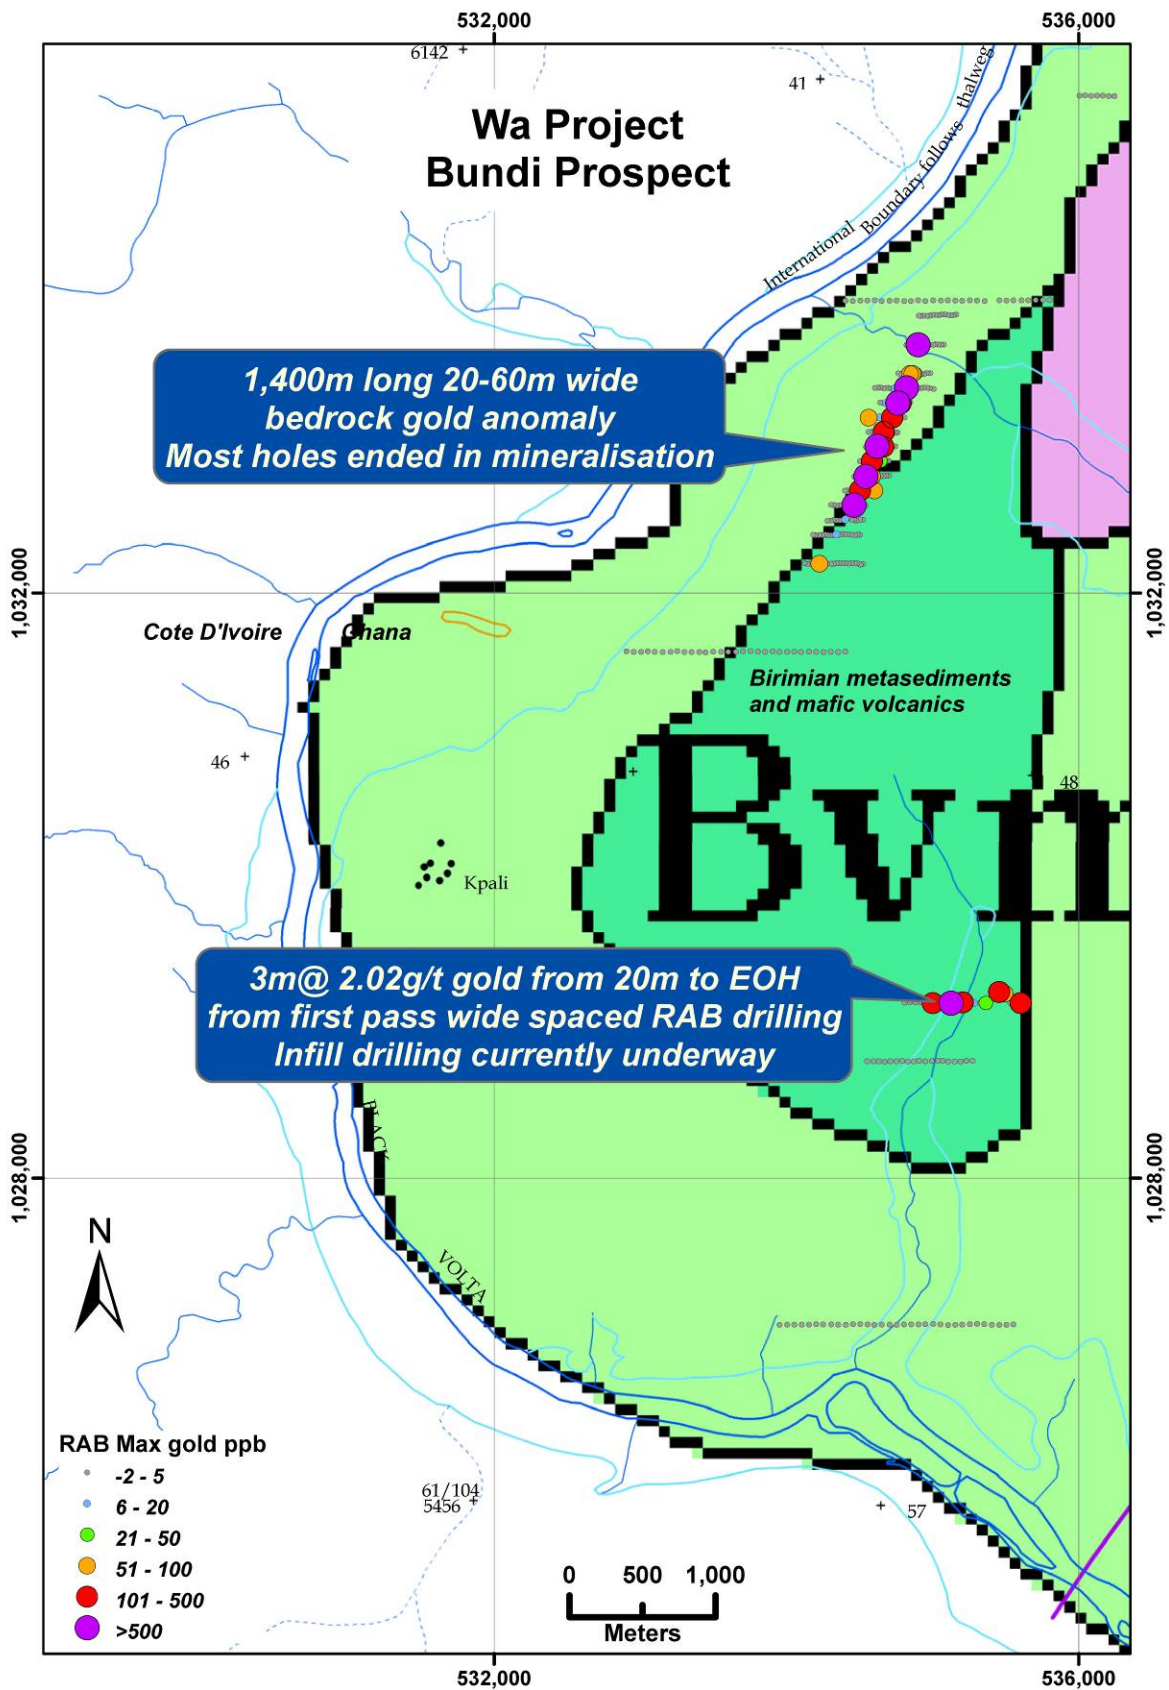 532,000
536,000
6142
41
Wa Project
Bundi Prospect
International Boundary follows thalweg
1,400m long 20-60m wide
bedrock gold anomaly
Most holes ended in mineralisation
1,032,000
1,032,000
Cote D'Ivoire
Ghana
Birimian metasediments
and mafic volcanics
46
48
Bvm
Kpali
3m@ 2.02g/t gold from 20m to EOH
from first pass wide spaced RAB drilling
Infill drilling currently underway
BLACK
1,028,000
1,028,000
N
VOLTA
RAB Max gold ppb
-2 - 5
6 - 20
21 - 50
51 - 100
101 - 500
>500
61/104
5456
57
0 500 1,000
Meters
532,000
536,000